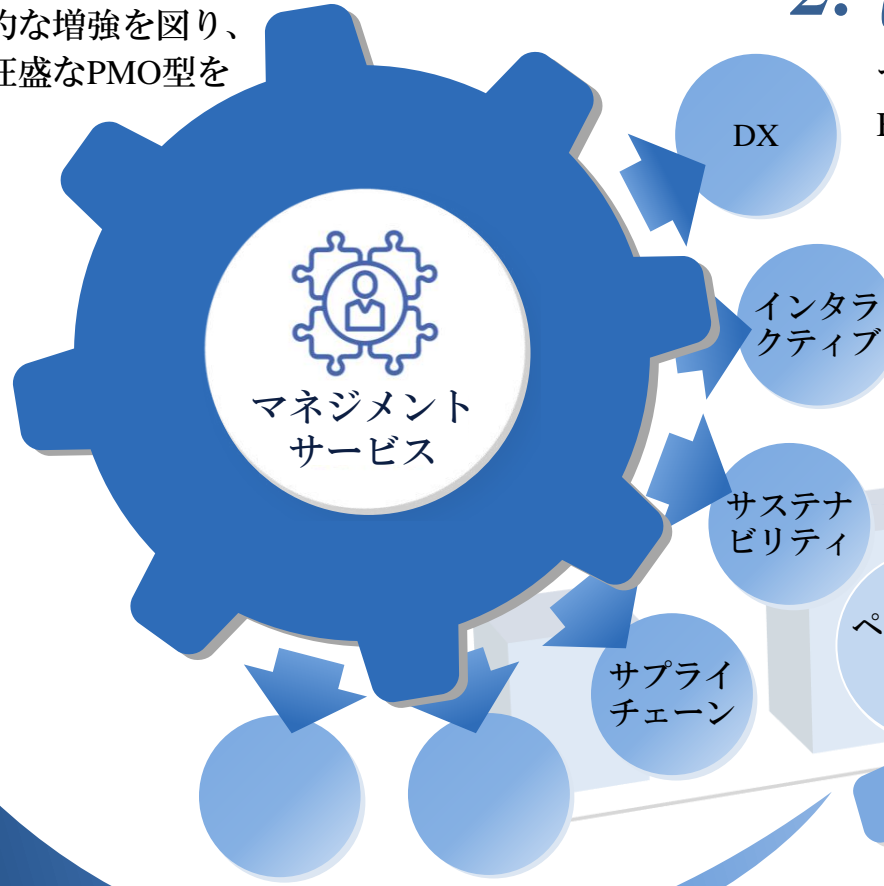 的な増強を図り、
旺盛なPMO型を
2.
DX
インタラ
クティブ
マネジメント
サービス
サステナ
ビリティ
ペ
サプライ
チェーン